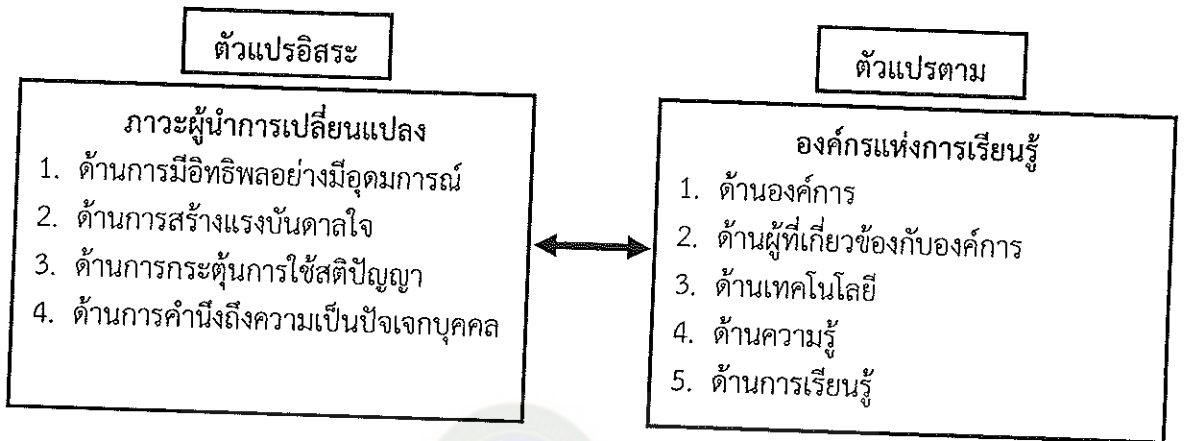 ตัวแปรอิสระ
ภาวะผู้นำการเปลี่ยนแปลง
1. ด้านการมีอิทธิพลอย่างมีอุดมการณ์
2. ด้านการสร้างแรงบันดาลใจ
3. ด้านการกระตุ้นการใช้สติปัญญา
4. ด้านการคำนึงถึงความเป็นปัจเจกบุคคล
ตัวแปรตาม
องค์กรแห่งการเรียนรู้
1. ด้านองค์การ
2. ด้านผู้ที่เกี่ยวข้องกับองค์การ
3. ด้านเทคโนโลยี
4. ด้านความรู้
5. ด้านการเรียนรู้